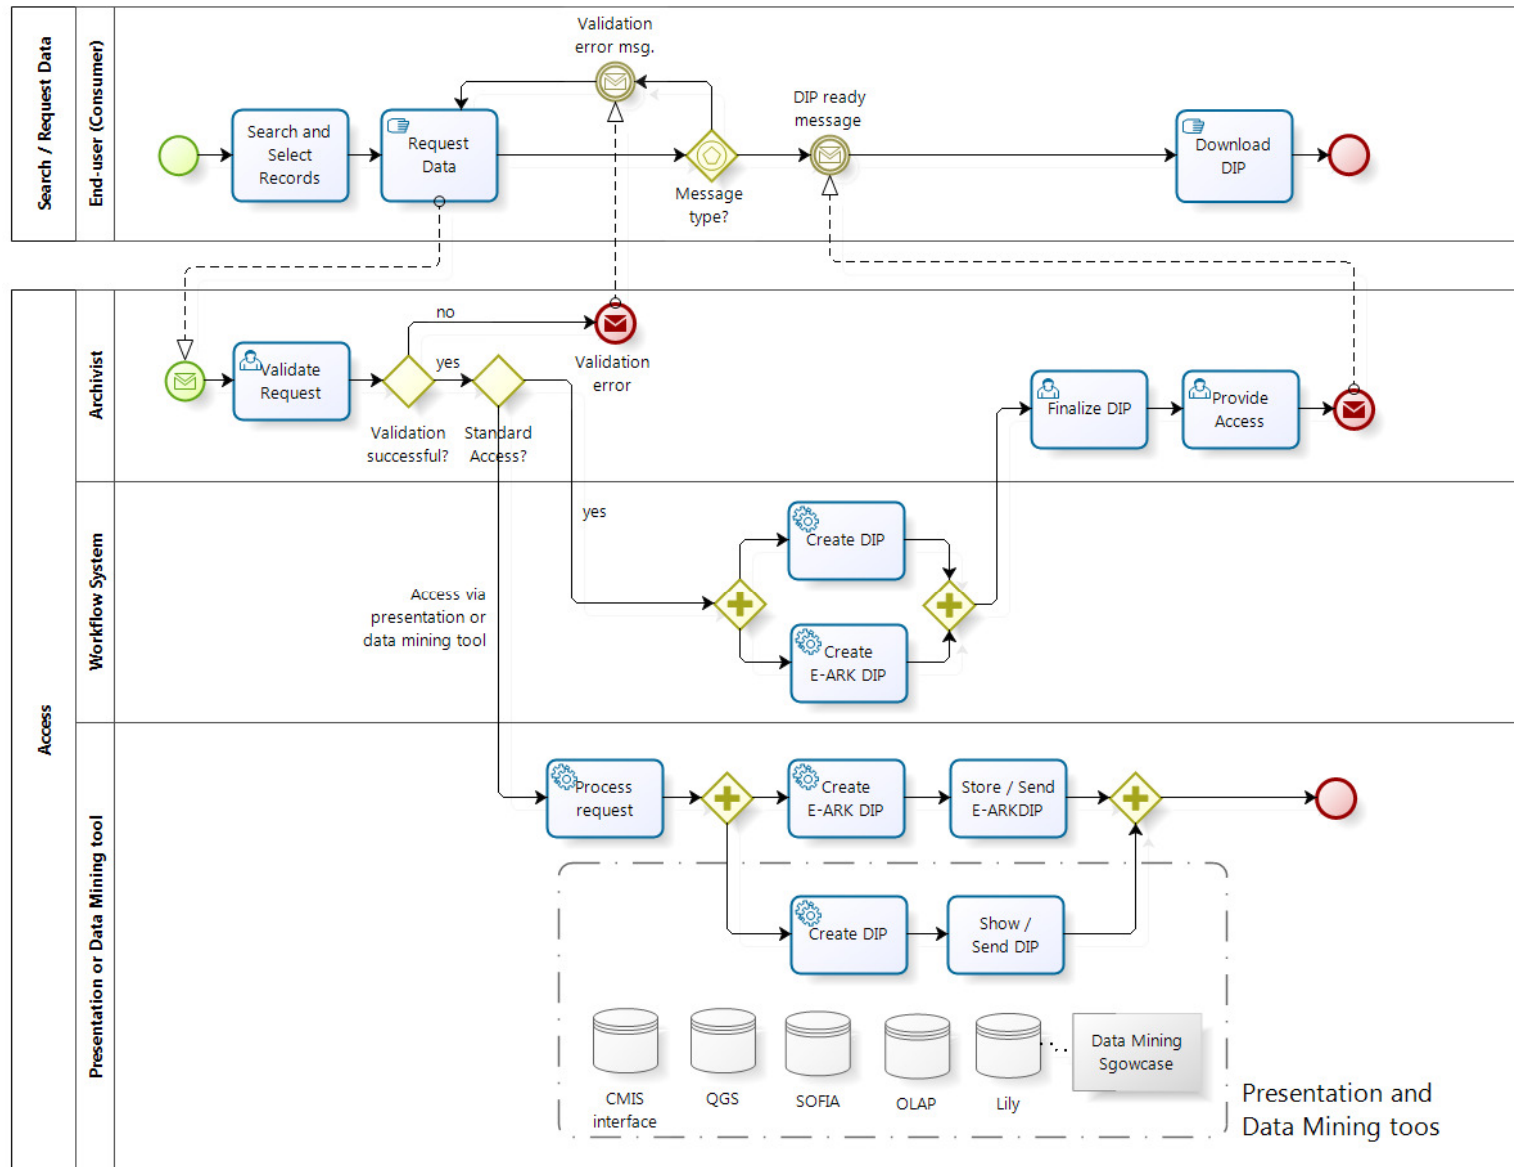 Search / Request Data
End-user (Consumer)
Validation
error msg.
DIP ready
message
Search and
Select
Records
Request
Data
Message
type?
Download
DIP
Access
Archivist
no
yes
Validate
Request
Validation
successful?
Standard
Access?
Validation
error
Finalize DIP
Provide
Access
Workflow System
yes
Create DIP
Create
E-ARK DIP
Access via
presentation or
data mining tool
Presentation or Data Mining tool
Process
request
Create
E-ARK DIP
Store / Send
E-ARKDIP
Create DIP
Show /
Send DIP
CMIS
interface
QGS
SOFIA
OLAP
Lily
Data Mining
Sgowcase
Presentation and
Data Mining toos